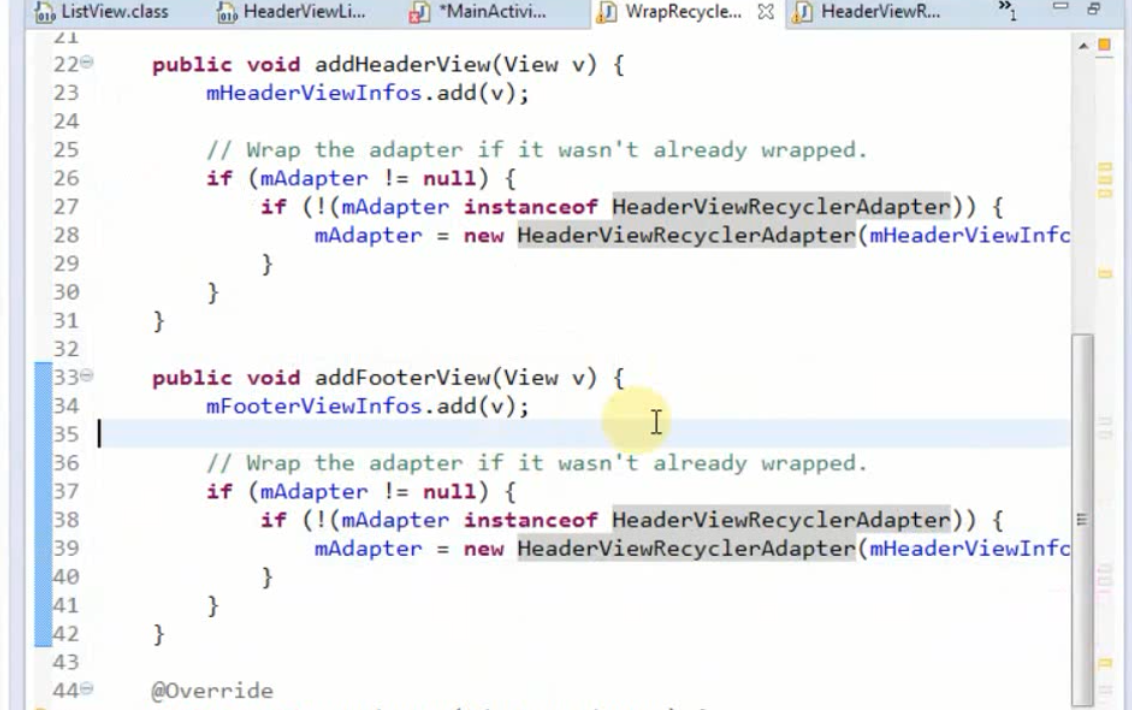 ListView.class HeaderViewLi... *MainActivi... WrapRecycle... HeaderViewR... »1
21
22 public void addHeaderView(View v) {
23 mHeaderViewInfos.add(v);
24
25 // Wrap the adapter if it wasn't already wrapped.
26 if (mAdapter != null) {
27 if (!(mAdapter instanceof HeaderViewRecyclerAdapter)) {
28 mAdapter = new HeaderViewRecyclerAdapter(mHeaderViewInfo
29 }
30 }
31 }
32
33 public void addFooterView(View v) {
34 mFooterViewInfos.add(v);
35
36 // Wrap the adapter if it wasn't already wrapped.
37 if (mAdapter != null) {
38 if (!(mAdapter instanceof HeaderViewRecyclerAdapter)) {
39 mAdapter = new HeaderViewRecyclerAdapter(mHeaderViewInfo
40 }
41 }
42 }
43
44 @Override